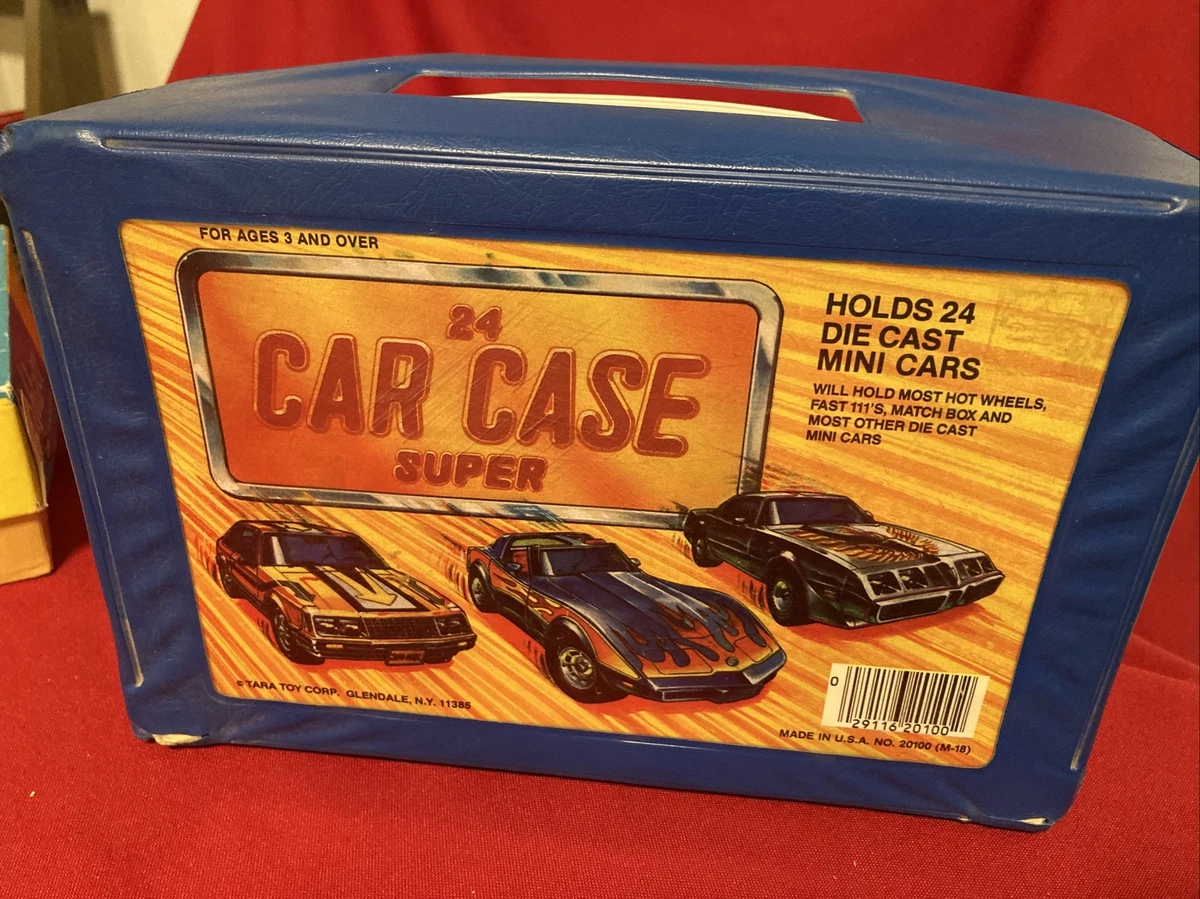 FOR AGES 3 AND OVER
24
CAR CASE
SUPER
HOLDS 24
DIE CAST
MINI CARS
WILL HOLD MOST HOT WHEELS,
FAST 111'S, MATCH BOX AND
MOST OTHER DIE CAST
MINI CARS
©TARA TOY CORP. GLENDALE, N.Y. 11385
0 29116 20100
MADE IN U.S.A. NO. 20100 (M-18)